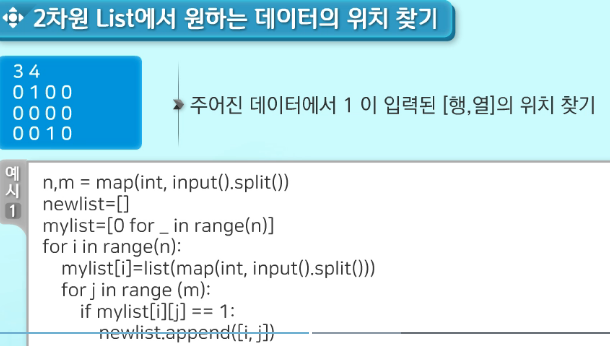 2차원 List에서 원하는 데이터의 위치 찾기
3 4
0 1 0 0
0 0 0 0
0 0 1 0
주어진 데이터에서 1 이 입력된 [행,열]의 위치 찾기
예시 1
n,m = map(int, input().split())
newlist=[]
mylist=[0 for _ in range(n)]
for i in range(n):
    mylist[i]=list(map(int, input().split()))
    for j in range (m):
        if mylist[i][j] == 1:
            newlist.append([i, j])